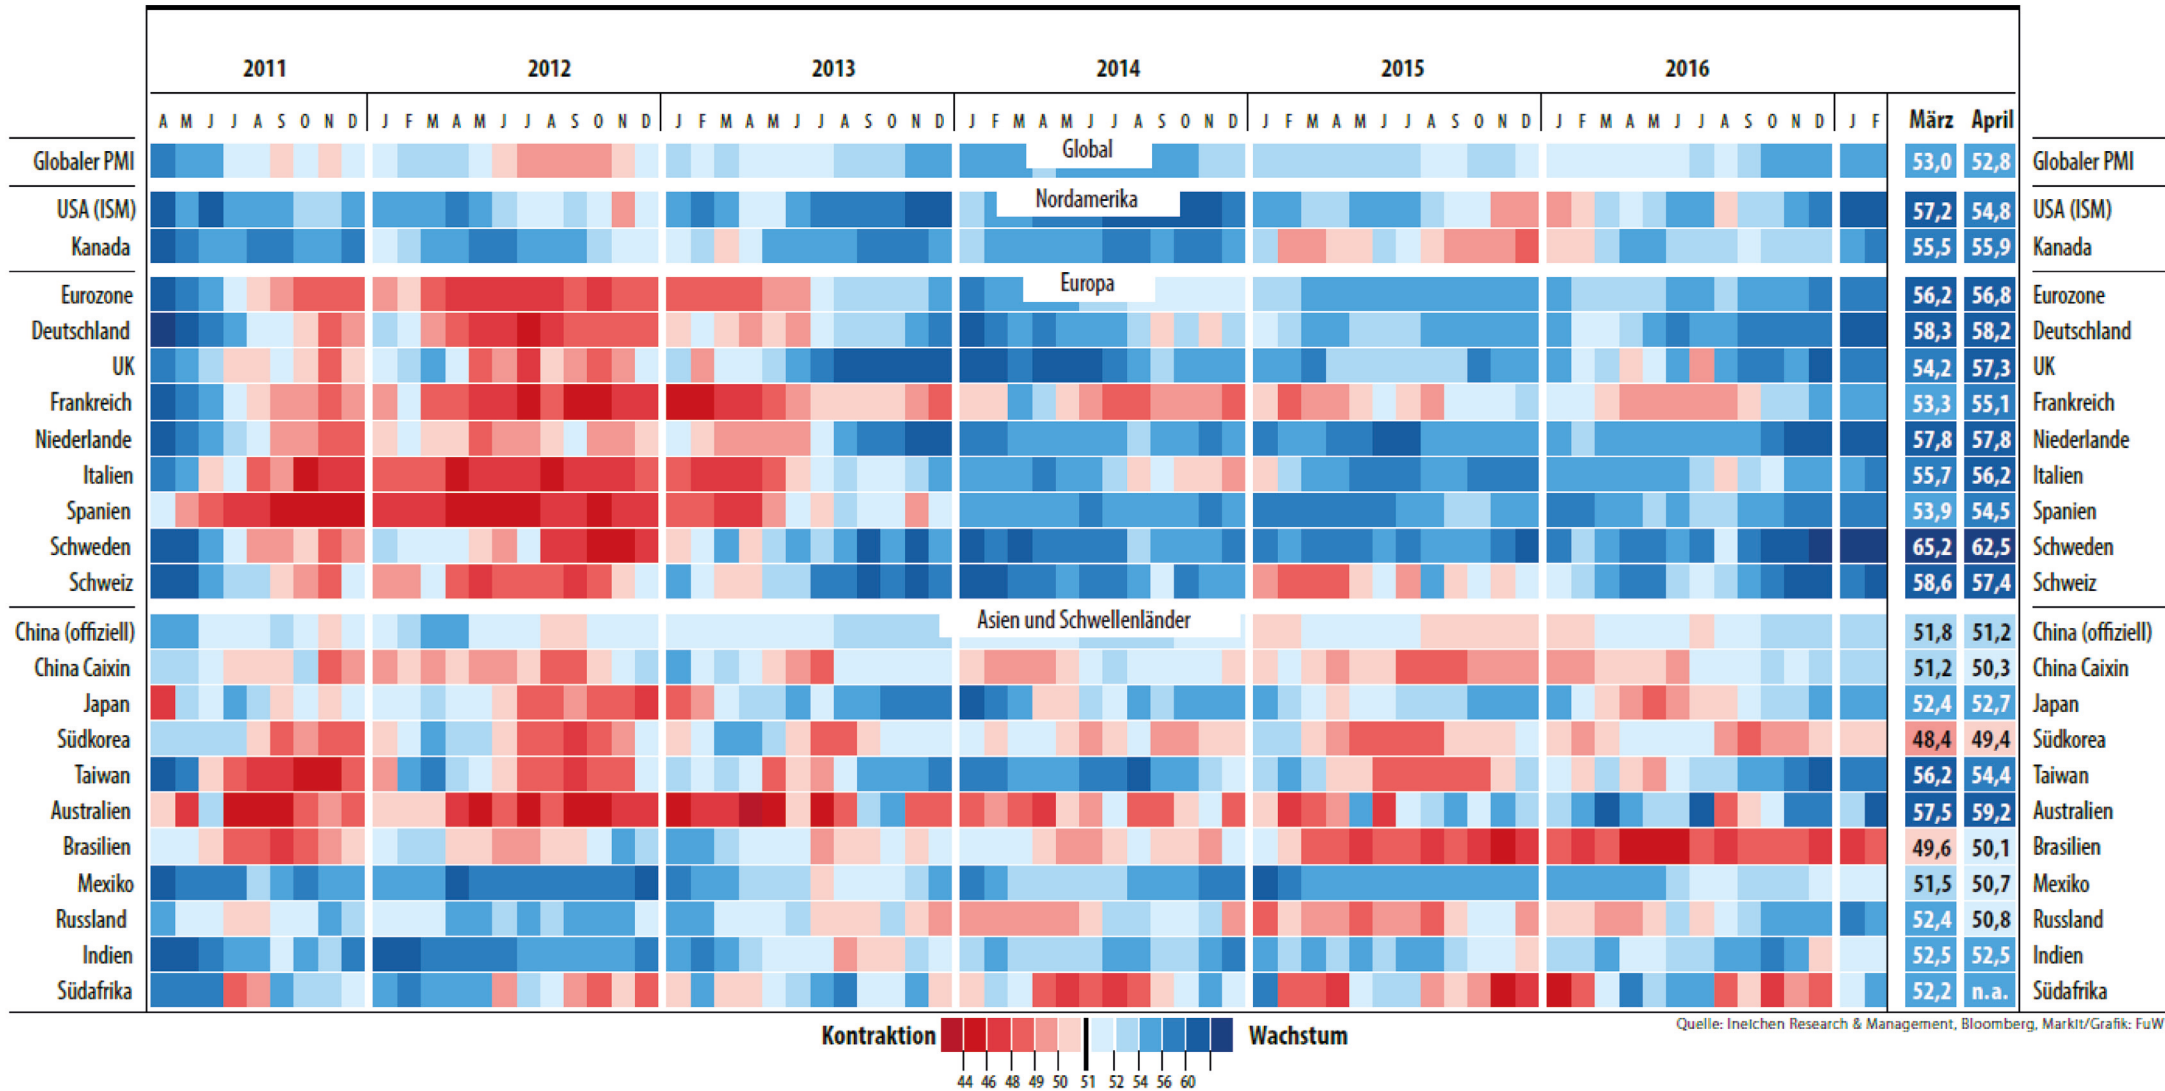 2011 2012 2013 2014 2015 2016
A M J J A S O N D J F M A M J J A S O N D J F M A M J J A S O N D J F M A M J J A S O N D J F M A M J J A S O N D J F M A M J J A S O N D J F März April
Global
Globaler PMI 53,0 52,8 Globaler PMI
Nordamerika
USA (ISM) 57,2 54,8 USA (ISM)
Kanada 55,5 55,9 Kanada
Europa
Eurozone 56,2 56,8 Eurozone
Deutschland 58,3 58,2 Deutschland
UK 54,2 57,3 UK
Frankreich 53,3 55,1 Frankreich
Niederlande 57,8 57,8 Niederlande
Italien 55,7 56,2 Italien
Spanien 53,9 54,5 Spanien
Schweden 65,2 62,5 Schweden
Schweiz 58,6 57,4 Schweiz
Asien und Schwellenländer
China (offiziell) 51,8 51,2 China (offiziell)
China Caixin 51,2 50,3 China Caixin
Japan 52,4 52,7 Japan
Südkorea 48,4 49,4 Südkorea
Taiwan 56,2 54,4 Taiwan
Australien 57,5 59,2 Australien
Brasilien 49,6 50,1 Brasilien
Mexiko 51,5 50,7 Mexiko
Russland 52,4 50,8 Russland
Indien 52,5 52,5 Indien
Südafrika 52,2 n.a. Südafrika
Quelle: Ineichen Research & Management, Bloomberg, Markit/Grafik: FuW
Kontraktion Wachstum
44 46 48 49 50 51 52 54 56 60